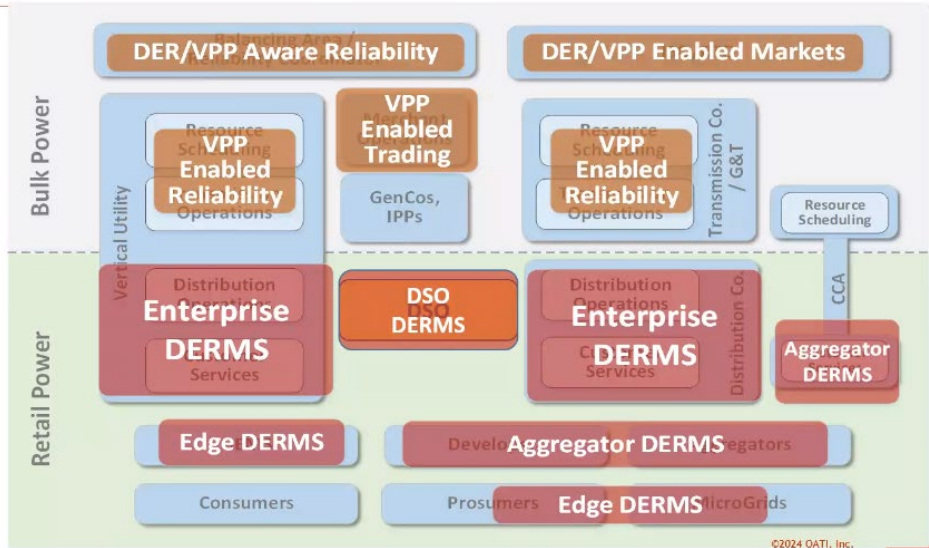 DER/VPP Aware Reliability
DER/VPP Enabled Markets
Bulk Power
Vertical Utility
Resource
Scheduling
VPP
Enabled
Reliability
Operations
VPP
Enabled
Trading
GenCos,
IPPs
Resource
Scheduling
VPP
Enabled
Reliability
Operations
Transmission Co.
/ G&T
Resource
Scheduling
CCA
Retail Power
Distribution
Operations
Enterprise
DERMS
Services
DSO
DERMS
Distribution
Operations
Enterprise
DERMS
Services
Distribution Co.
Aggregator
DERMS
Edge DERMS
Aggregator DERMS
Consumers
Prosumers
Edge DERMS
MicroGrids
©2024 OATI, Inc.